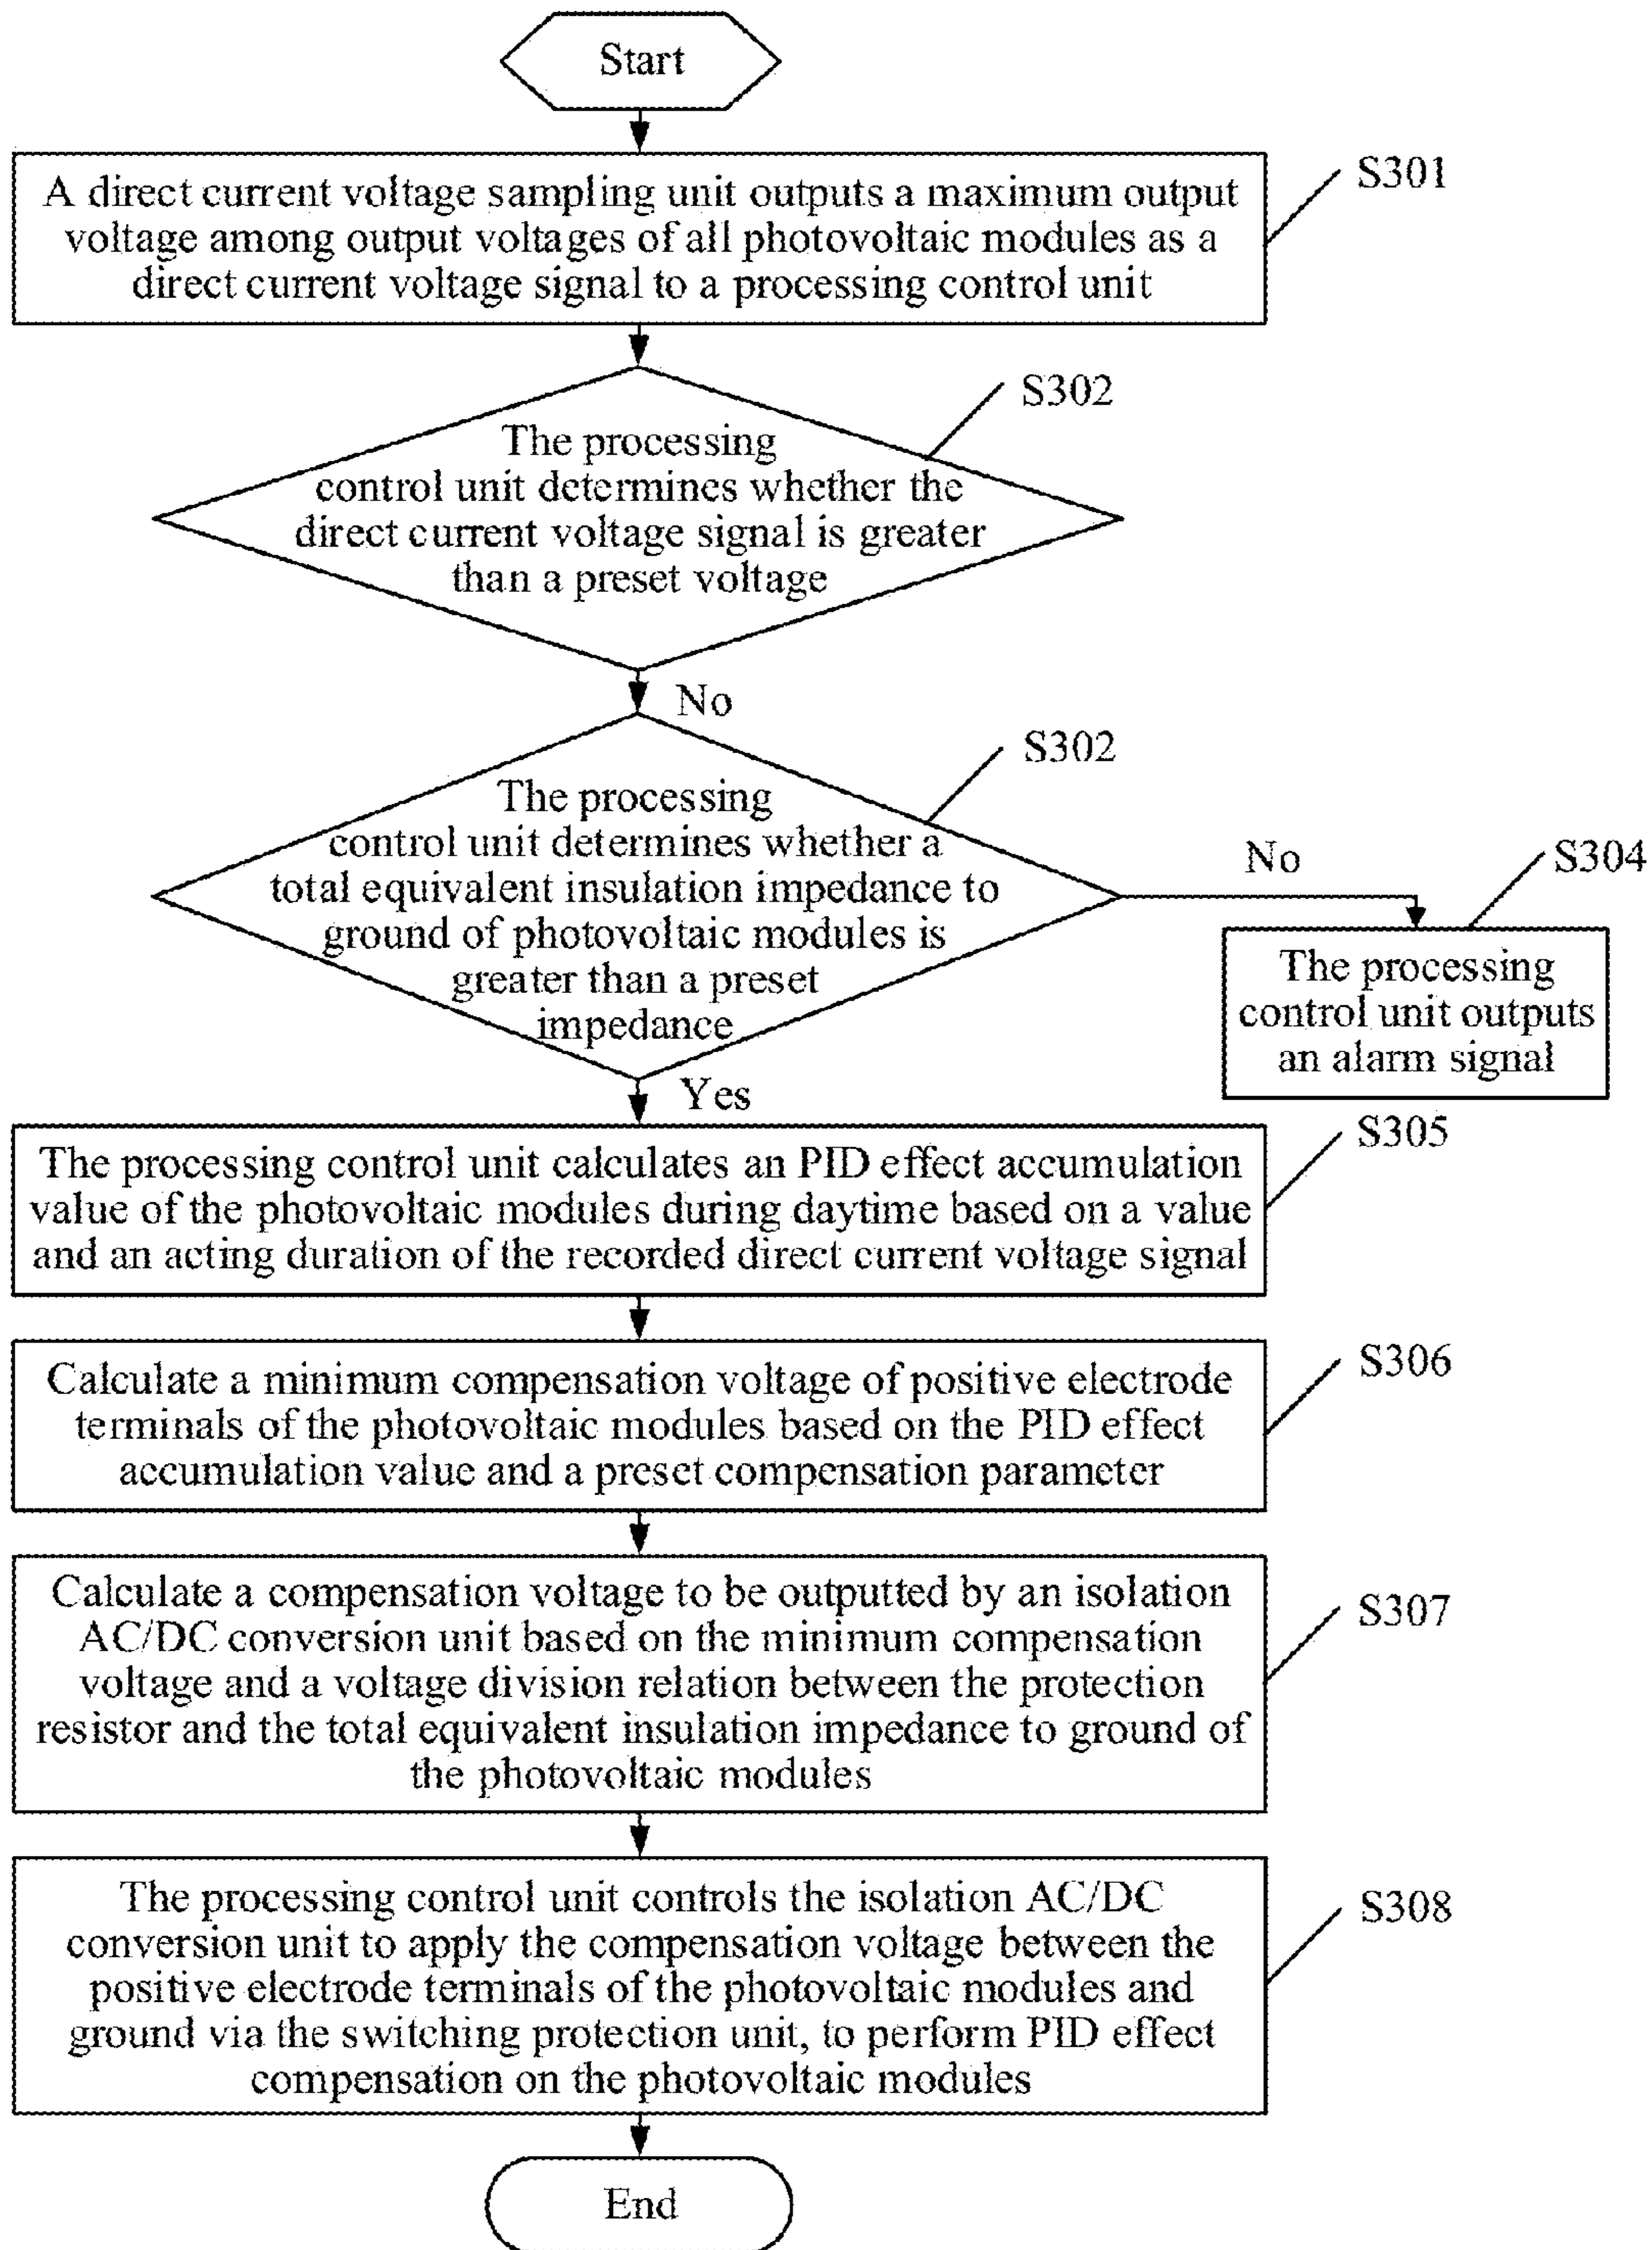 Start
A direct current voltage sampling unit outputs a maximum output
voltage among output voltages of all photovoltaic modules as a
direct current voltage signal to a processing control unit
S301
The processing
control unit determines whether the
direct current voltage signal is greater
than a preset voltage
S302
No
The processing
control unit determines whether a
total equivalent insulation impedance to
ground of photovoltaic modules is
greater than a preset
impedance
S302
No
S304
The processing
control unit outputs
an alarm signal
Yes
The processing control unit calculates an PID effect accumulation
value of the photovoltaic modules during daytime based on a value
and an acting duration of the recorded direct current voltage signal
S305
Calculate a minimum compensation voltage of positive electrode
terminals of the photovoltaic modules based on the PID effect
accumulation value and a preset compensation parameter
S306
Calculate a compensation voltage to be outputted by an isolation
AC/DC conversion unit based on the minimum compensation
voltage and a voltage division relation between the protection
resistor and the total equivalent insulation impedance to ground of
the photovoltaic modules
S307
The processing control unit controls the isolation AC/DC
conversion unit to apply the compensation voltage between the
positive electrode terminals of the photovoltaic modules and
ground via the switching protection unit, to perform PID effect
compensation on the photovoltaic modules
S308
End